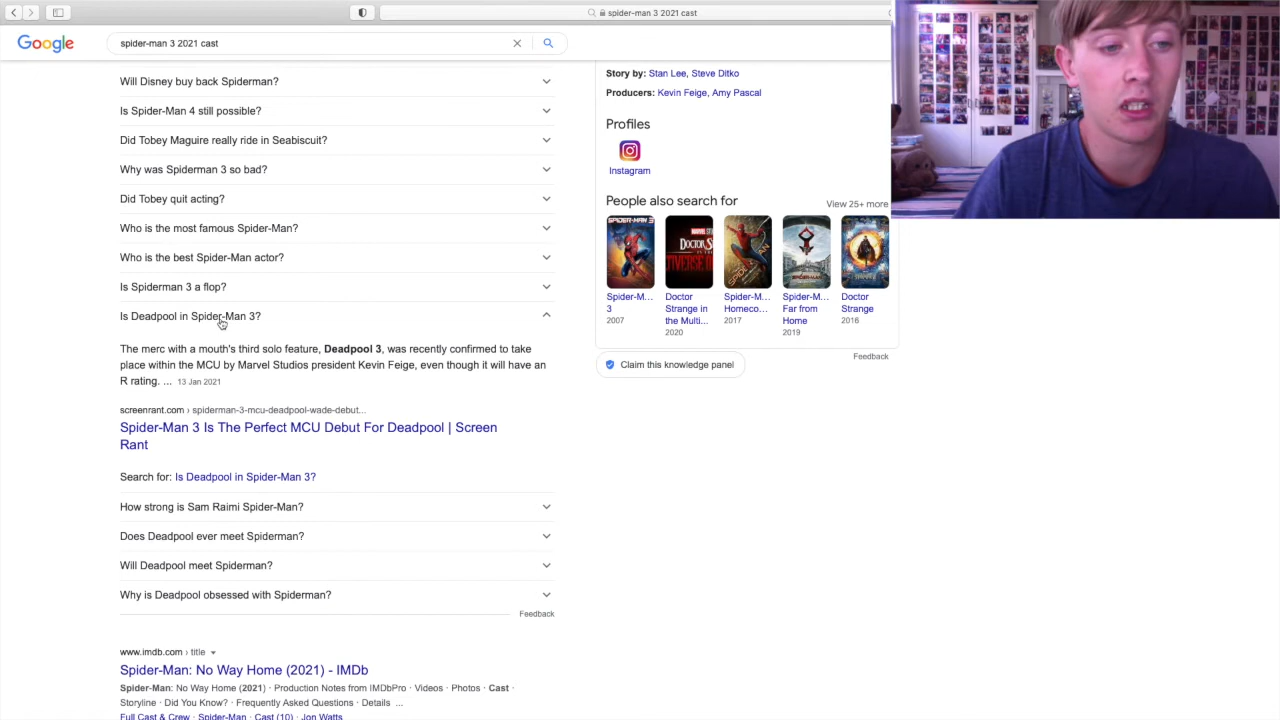 spider-man 3 2021 cast
Google
spider-man 3 2021 cast
Will Disney buy back Spiderman?
Is Spider-Man 4 still possible?
Did Tobey Maguire really ride in Seabiscuit?
Why was Spiderman 3 so bad?
Did Tobey quit acting?
Who is the most famous Spider-Man?
Who is the best Spider-Man actor?
Is Spiderman 3 a flop?
Is Deadpool in Spider-Man 3?
The merc with a mouth's third solo feature, Deadpool 3, was recently confirmed to take
place within the MCU by Marvel Studios president Kevin Feige, even though it will have an
R rating. ... 13 Jan 2021
screenrant.com › spiderman-3-mcu-deadpool-wade-debut...
Spider-Man 3 Is The Perfect MCU Debut For Deadpool | Screen
Rant
Search for: Is Deadpool in Spider-Man 3?
How strong is Sam Raimi Spider-Man?
Does Deadpool ever meet Spiderman?
Will Deadpool meet Spiderman?
Why is Deadpool obsessed with Spiderman?
Feedback
www.imdb.com › title
Spider-Man: No Way Home (2021) - IMDb
Spider-Man: No Way Home (2021) · Production Notes from IMDbPro · Videos · Photos · Cast ·
Storyline · Did You Know? · Frequently Asked Questions · Details ...
Full Cast & Crew · Spider-Man · Cast (10) · Jon Watts
Story by: Stan Lee, Steve Ditko
Producers: Kevin Feige, Amy Pascal
Profiles
Instagram
People also search for
View 25+ more
SPIDER-MAN 3
Spider-M...
3
2007
Doctor
Strange in
the Multi...
2020
Spider-M...
Homeco...
2017
Spider-M...
Far from
Home
2019
Doctor
Strange
2016
Feedback
Claim this knowledge panel